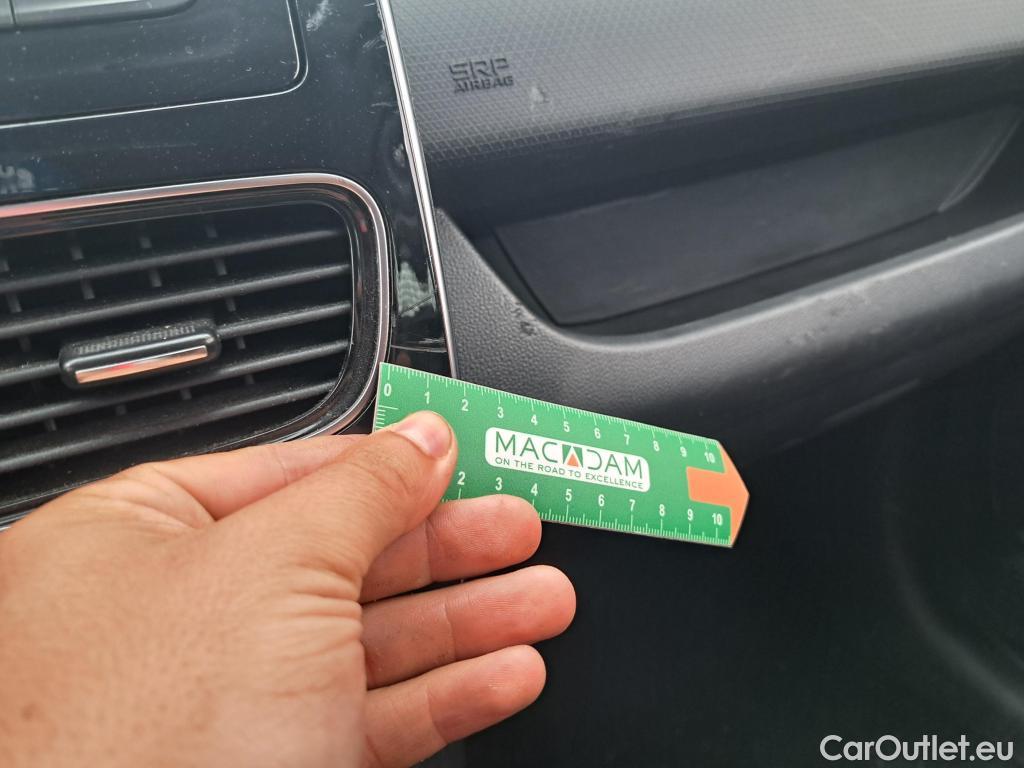 SRP
AIRBAG
0 1 2 3 4 5 6 7 8 9 10
MACADAM
ON THE ROAD TO EXCELLENCE
2 3 4 5 6 7 8 9 10
CarOutlet.eu